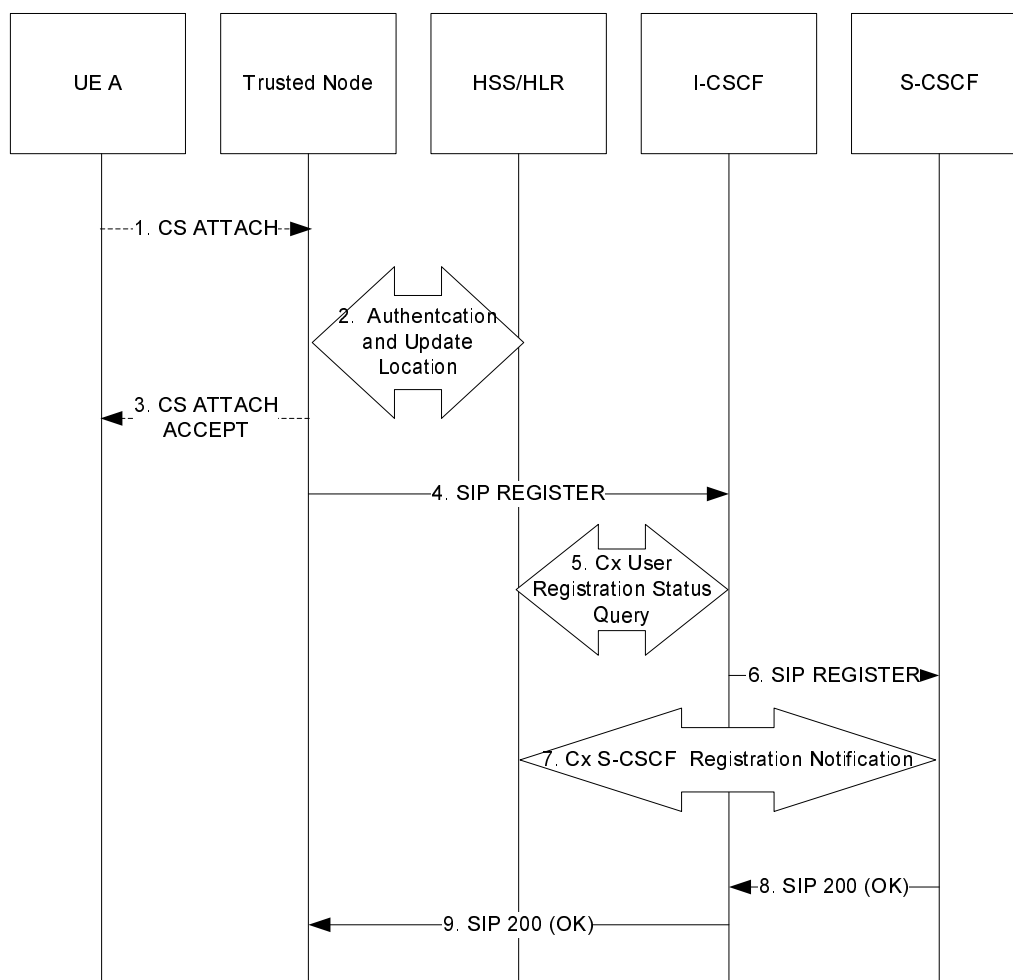 UE A
Trusted Node
HSS/HLR
I-CSCF
S-CSCF
1. CS ATTACH
2. Authentcation
and Update
Location
3. CS ATTACH
ACCEPT
4. SIP REGISTER
5. Cx User
Registration Status
Query
6. SIP REGISTER
7. Cx S-CSCF Registration Notification
8. SIP 200 (OK)
9. SIP 200 (OK)